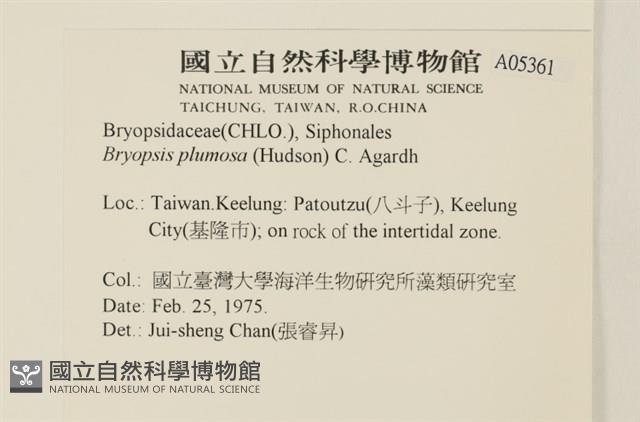 國立自然科學博物館 A05361
NATIONAL MUSEUM OF NATURAL SCIENCE
TAICHUNG, TAIWAN, R.O.CHINA
Bryopsidaceae(CHLO.), Siphonales
Bryopsis plumosa (Hudson) C. Agardh
Loc.: Taiwan.Keelung: Patoutzu(八斗子), Keelung
City(基隆市); on rock of the intertidal zone.
Col.: 國立臺灣大學海洋生物研究所藻類研究室
Date: Feb. 25, 1975.
Det.: Jui-sheng Chan(張睿昇)
國立自然科學博物館
NATIONAL MUSEUM OF NATURAL SCIENCE